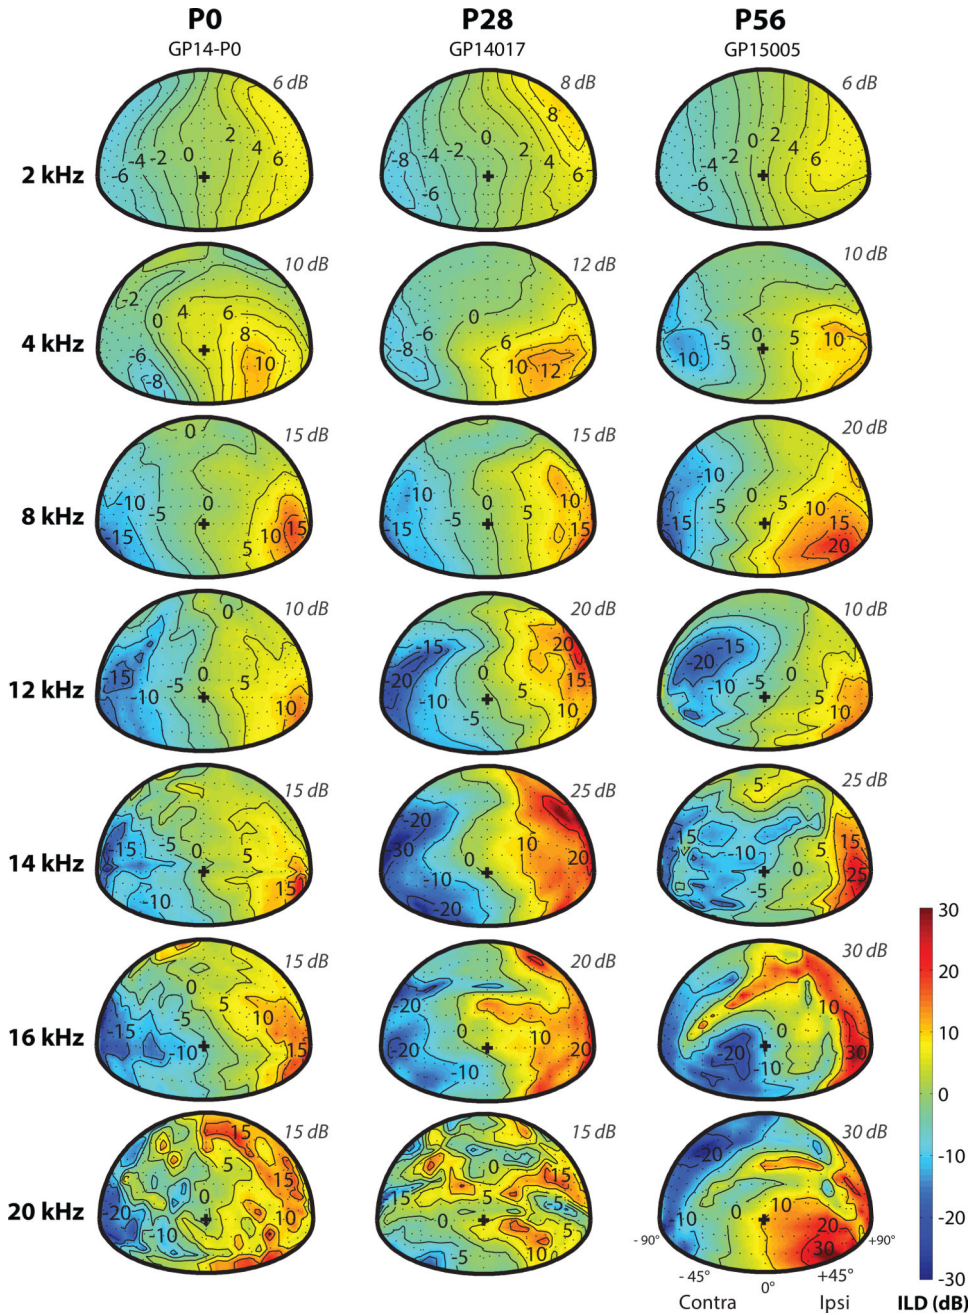 P0 P28 P56
GP14-P0 GP14017 GP15005
6 dB 8 dB 6 dB
2 kHz
-6 -4 -2 0 2 4 6
-8 -6 -4 -2 0 2 4 6 8
-6 -4 -2 0 2 4 6
10 dB 12 dB 10 dB
4 kHz
-2 0 4 6 8 10 -6 -8
-6 -8 0 6 10 12
-10 -5 0 5 10
15 dB 15 dB 20 dB
8 kHz
0 -10 -5 0 -15 5 10 15
-10 -15 -5 0 5 10 15
-10 -15 -5 0 5 10 15 20
10 dB 20 dB 10 dB
12 kHz
0 -15 -10 -5 0 5 10
-15 -20 -10 -5 0 5 10 15 20
-15 -20 -10 -5 0 5 10
15 dB 25 dB 25 dB
14 kHz
-15 -5 0 5 -10 15
-20 -30 -10 -20 0 10 20
5 -15 -10 -5 0 5 15 25
15 dB 20 dB 30 dB
16 kHz
0 -15 -10 5 10 15
-20 -20 -10 0 10 20
-20 -10 0 10 30
15 dB 15 dB 30 dB
20 kHz
15 5 0 -20 -10 10 15
15 0 -15 5 -5 15 -5 10 5
-20 -10 0 10 20 30
- 90° +90°
- 45° 0° +45°
Contra Ipsi
30
20
10
0
-10
-20
-30
ILD (dB)